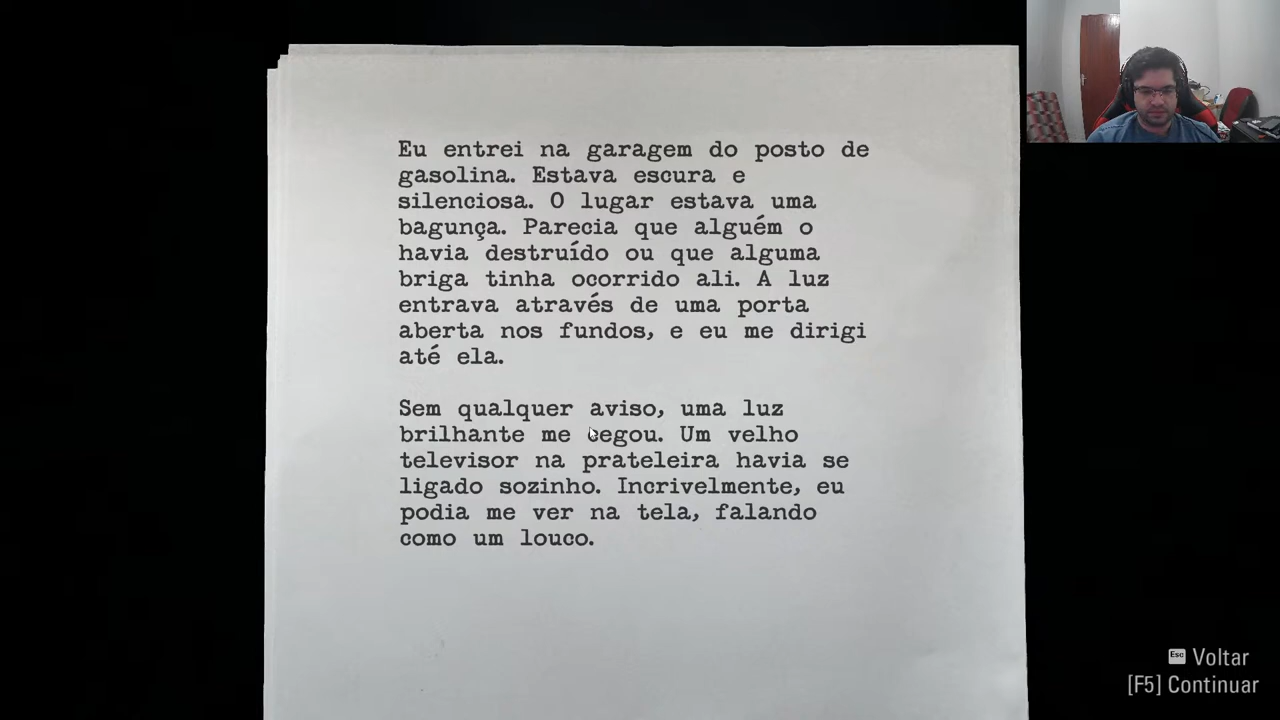 Eu entrei na garagem do posto de
gasolina. Estava escura e
silenciosa. O lugar estava uma
bagunça. Parecia que alguém o
havia destruído ou que alguma
briga tinha ocorrido ali. A luz
entrava através de uma porta
aberta nos fundos, e eu me dirigi
até ela.
Sem qualquer aviso, uma luz
brilhante me cegou. Um velho
televisor na prateleira havia se
ligado sozinho. Incrivelmente, eu
podia me ver na tela, falando
como um louco.
Esc Voltar
[F5] Continuar